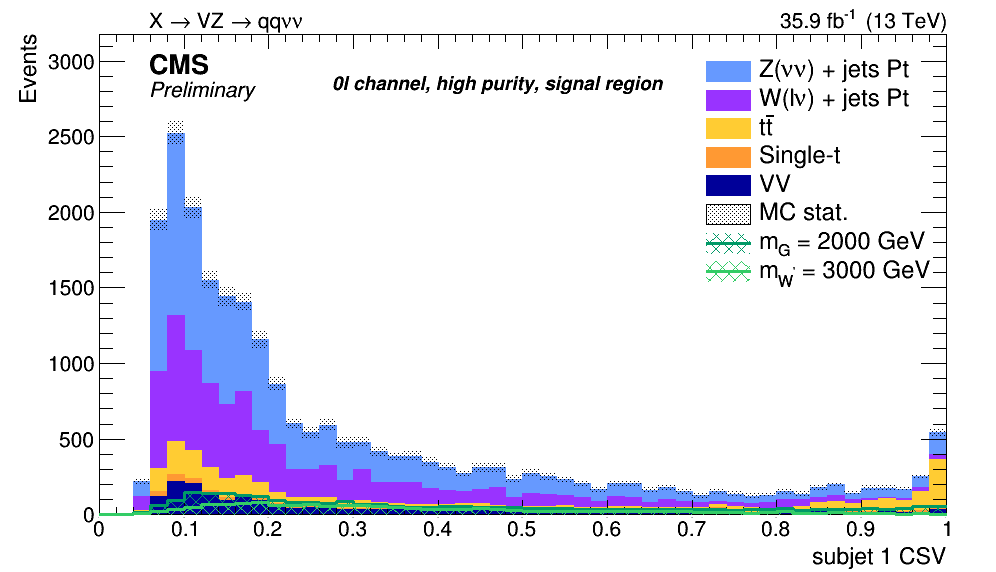 X → VZ → qqνν
35.9 fb⁻¹ (13 TeV)
Events
CMS
Preliminary
0l channel, high purity, signal region
Z(νν) + jets Pt
W(lν) + jets Pt
tt̄
Single-t
VV
MC stat.
m_G = 2000 GeV
m_W' = 3000 GeV
3000
2500
2000
1500
1000
500
0
0 0.1 0.2 0.3 0.4 0.5 0.6 0.7 0.8 0.9 1
subjet 1 CSV